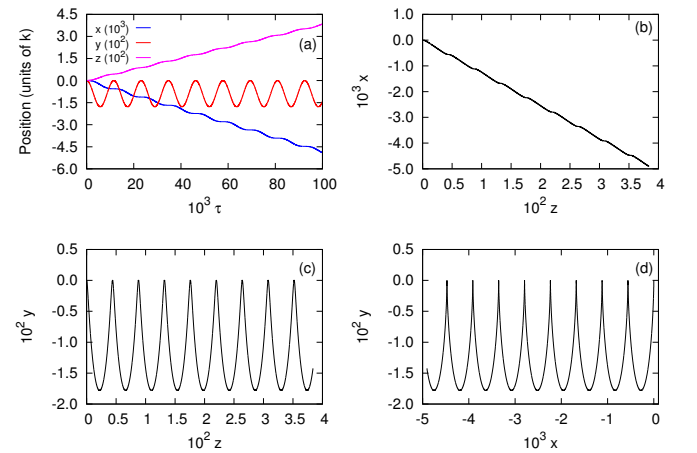 4.5
3.0
1.5
0.0
-1.5
-3.0
-4.5
-6.0
Position (units of k)
x (10³)
y (10²)
z (10²)
(a)
0 20 40 60 80 100
10³ τ
1.0
0.0
-1.0
-2.0
-3.0
-4.0
-5.0
10³ x
(b)
0 0.5 1 1.5 2 2.5 3 3.5 4
10² z
0.5
0.0
-0.5
-1.0
-1.5
-2.0
10² y
(c)
0 0.5 1 1.5 2 2.5 3 3.5 4
10² z
0.5
0.0
-0.5
-1.0
-1.5
-2.0
10² y
(d)
-5 -4 -3 -2 -1 0
10³ x